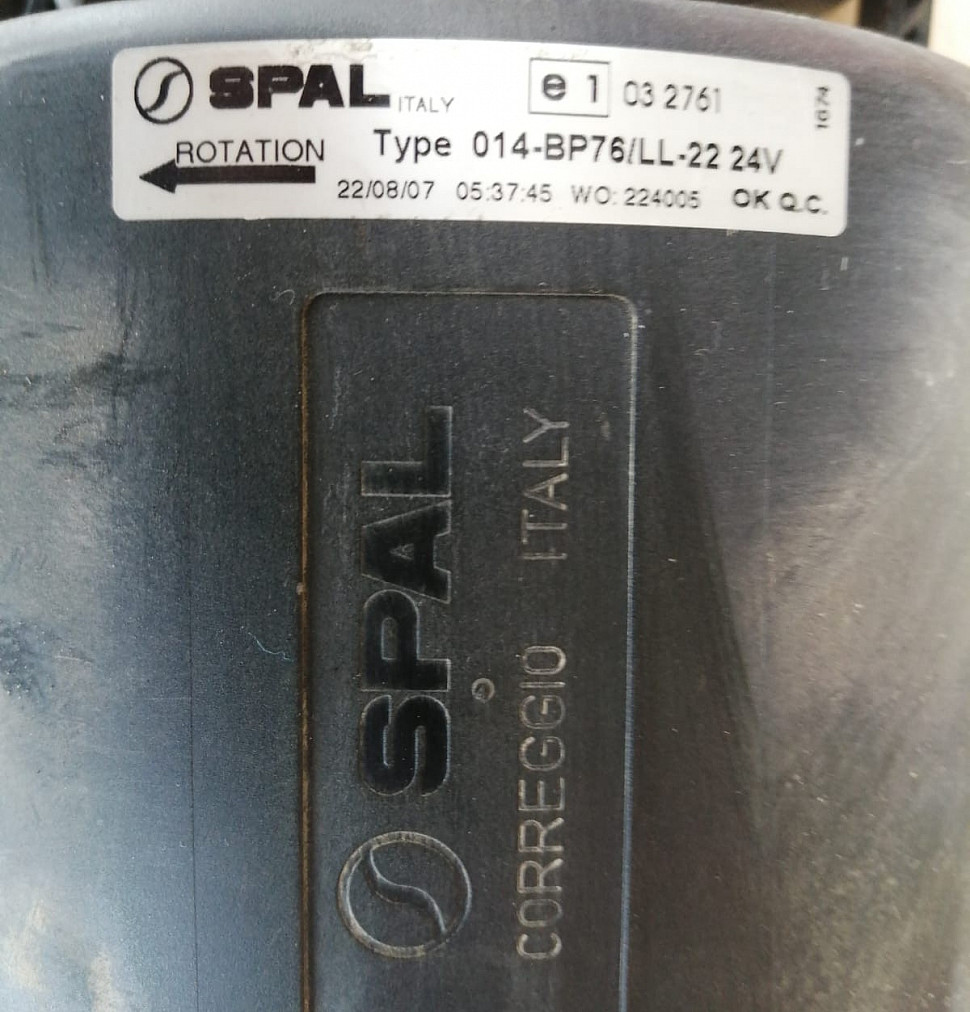 SPAL ITALY e 1 03 2761
1074
ROTATION Type 014-BP76/LL-22 24V
22/08/07 05:37:45 WO: 224005 OK Q.C.
SPAL
CORREGGIO ITALY